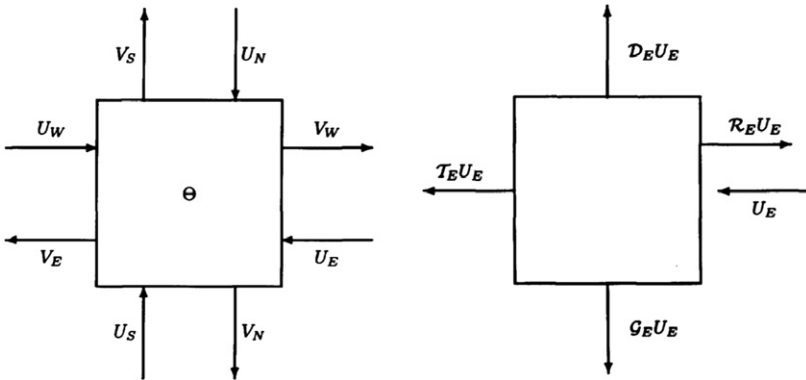 V_S U_N
U_W V_W
Θ
V_E U_E
U_S V_N
𝒟_E U_E
ℛ_E U_E
𝒯_E U_E
U_E
𝒢_E U_E